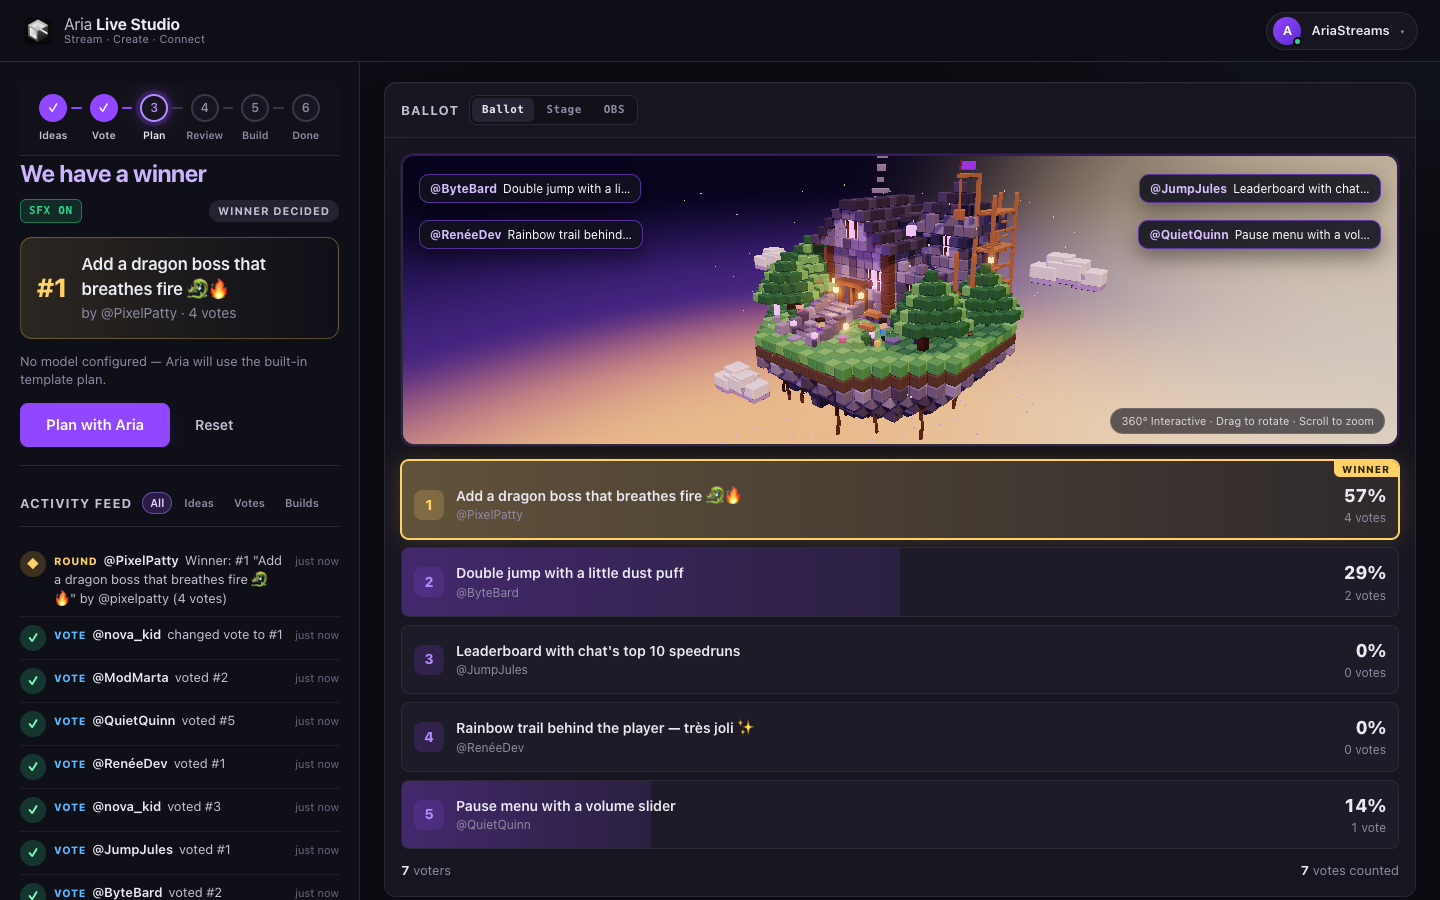 Aria Live Studio
Stream · Create · Connect
A AriaStreams
✓ ✓ 3 4 5 6
Ideas Vote Plan Review Build Done
We have a winner
SFX ON WINNER DECIDED
#1 Add a dragon boss that
breathes fire 🐉🔥
by @PixelPatty · 4 votes
No model configured — Aria will use the built-in
template plan.
Plan with Aria Reset
ACTIVITY FEED All Ideas Votes Builds
ROUND @PixelPatty Winner: #1 "Add just now
a dragon boss that breathes fire 🐉
🔥" by @pixelpatty (4 votes)
VOTE @nova_kid changed vote to #1 just now
VOTE @ModMarta voted #2 just now
VOTE @QuietQuinn voted #5 just now
VOTE @RenéeDev voted #1 just now
VOTE @nova_kid voted #3 just now
VOTE @JumpJules voted #1 just now
VOTE @ByteBard voted #2 just now
BALLOT Ballot Stage OBS
@ByteBard Double jump with a li...
@JumpJules Leaderboard with chat...
@RenéeDev Rainbow trail behind...
@QuietQuinn Pause menu with a vol...
360° Interactive · Drag to rotate · Scroll to zoom
WINNER
1 Add a dragon boss that breathes fire 🐉🔥 57%
@PixelPatty 4 votes
2 Double jump with a little dust puff 29%
@ByteBard 2 votes
3 Leaderboard with chat's top 10 speedruns 0%
@JumpJules 0 votes
4 Rainbow trail behind the player — très joli ✨ 0%
@RenéeDev 0 votes
5 Pause menu with a volume slider 14%
@QuietQuinn 1 vote
7 voters 7 votes counted